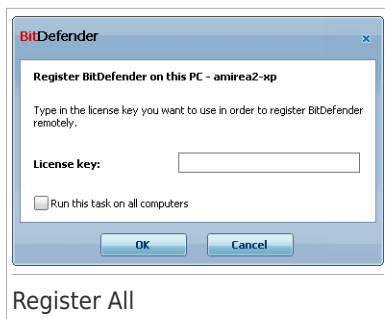 BitDefender
Register BitDefender on this PC - amirea2-xp
Type in the license key you want to use in order to register BitDefender
remotely.
License key:
Run this task on all computers
OK Cancel
Register All